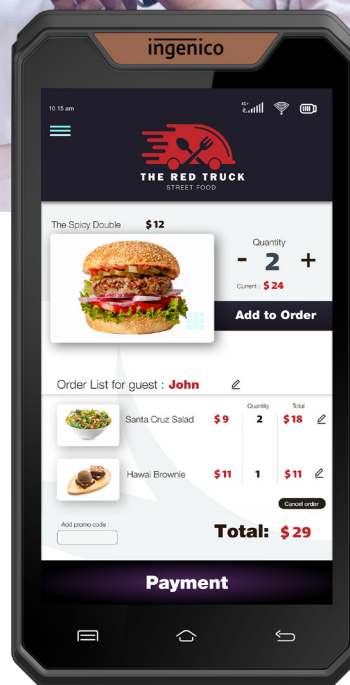 ingenico
10.15 am
THE RED TRUCK
STREET FOOD
The Spicy Double $12
Quantity
- 2 +
Current : $24
Add to Order
Order List for guest : John
Quantity Total
Santa Cruz Salad $9 2 $18
Hawai Brownie $11 1 $11
Cancel order
Add promo code :
Total: $29
Payment